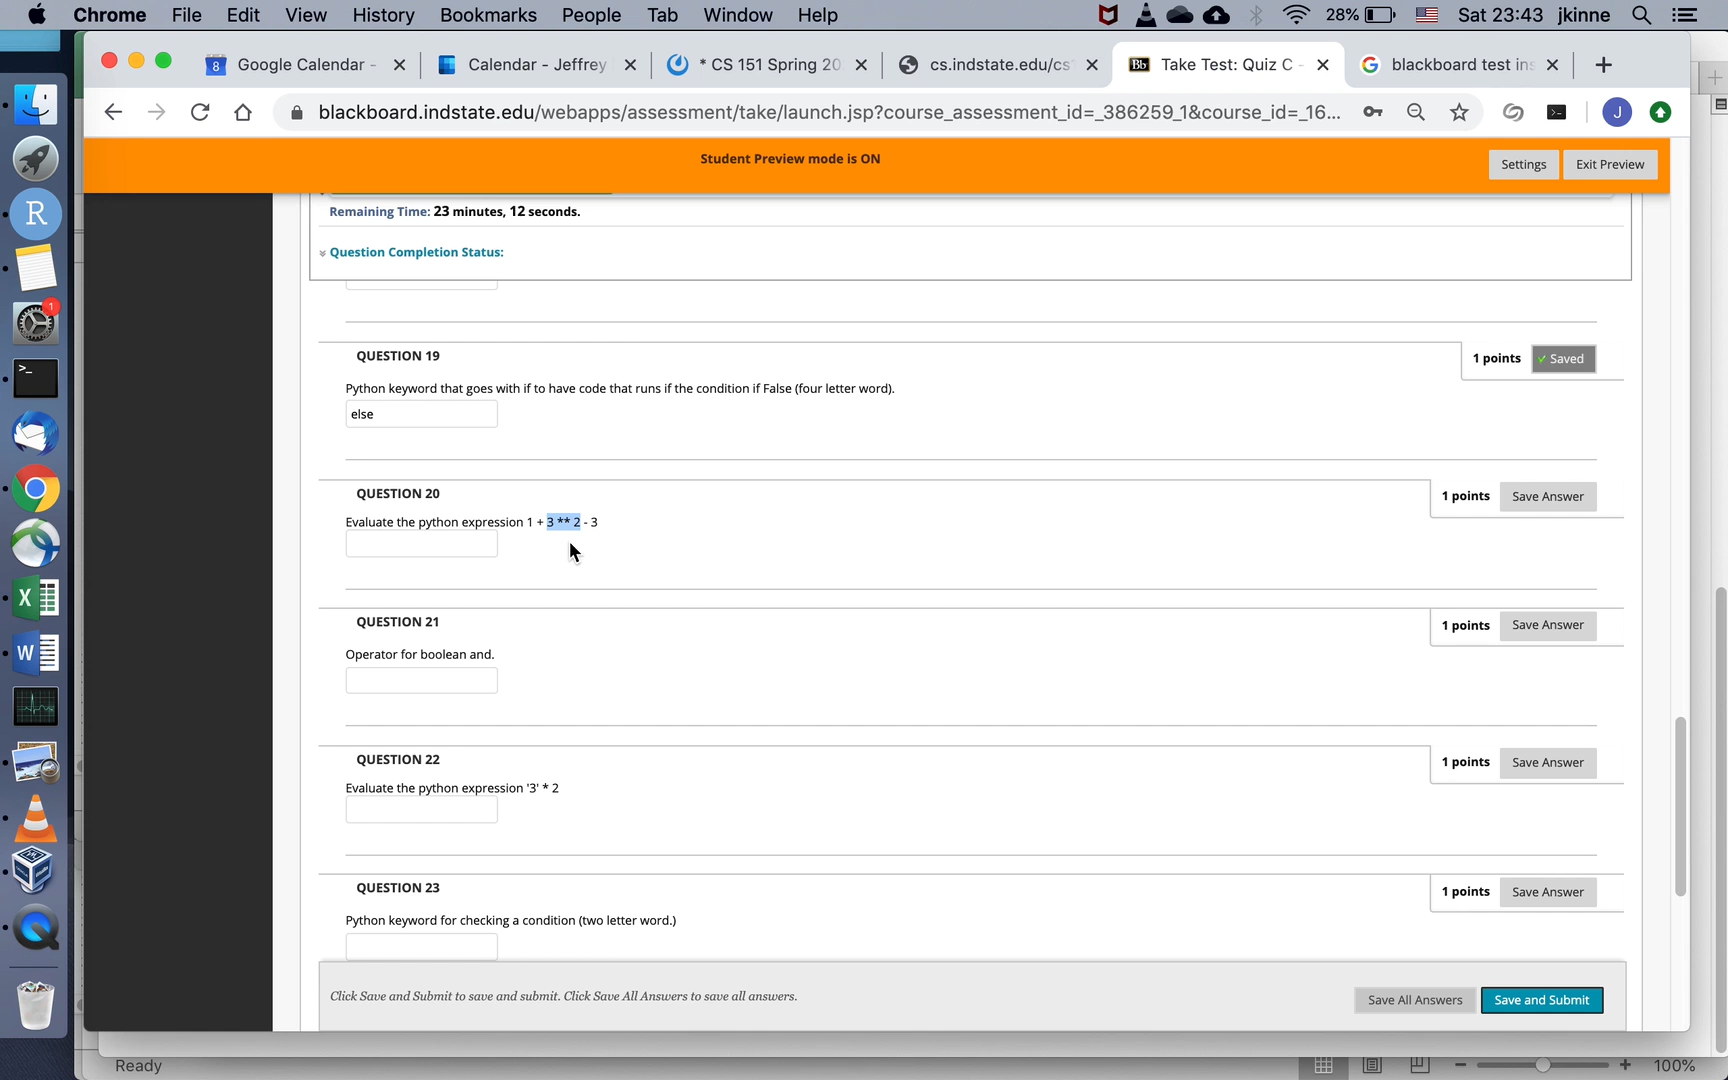 Chrome File Edit View History Bookmarks People Tab Window Help 28% Sat 23:43 jkinne
8 Google Calendar - Calendar - Jeffrey * CS 151 Spring 20 cs.indstate.edu/cs Bb Take Test: Quiz C - G blackboard test ins
blackboard.indstate.edu/webapps/assessment/take/launch.jsp?course_assessment_id=_386259_1&course_id=_16... J
Student Preview mode is ON
Settings Exit Preview
Remaining Time: 23 minutes, 12 seconds.
Question Completion Status:
QUESTION 19
1 points Saved
Python keyword that goes with if to have code that runs if the condition if False (four letter word).
else
QUESTION 20
1 points Save Answer
Evaluate the python expression 1 + 3 ** 2 - 3
QUESTION 21
1 points Save Answer
Operator for boolean and.
QUESTION 22
1 points Save Answer
Evaluate the python expression '3' * 2
QUESTION 23
1 points Save Answer
Python keyword for checking a condition (two letter word.)
Click Save and Submit to save and submit. Click Save All Answers to save all answers.
Save All Answers Save and Submit
Ready
100%
R
1
>_
X
W